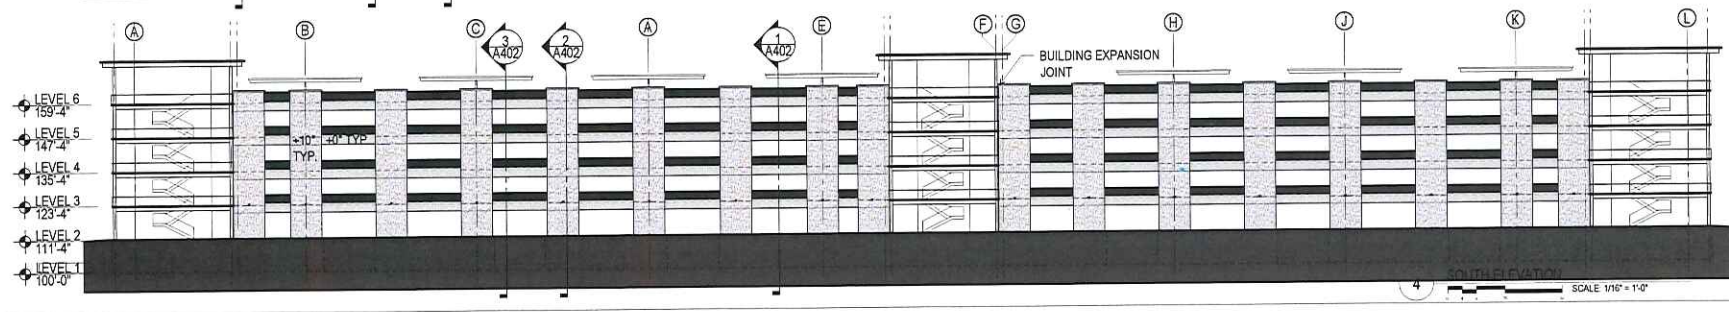 A
B
C
3
A402
2
A402
A
1
A402
E
F
G
H
J
K
L
BUILDING EXPANSION
JOINT
LEVEL 6
159'-4"
LEVEL 5
147'-4"
+10" +0" TYP
TYP.
LEVEL 4
135'-4"
LEVEL 3
123'-4"
LEVEL 2
111'-4"
LEVEL 1
100'-0"
4
SOUTH ELEVATION
SCALE: 1/16" = 1'-0"